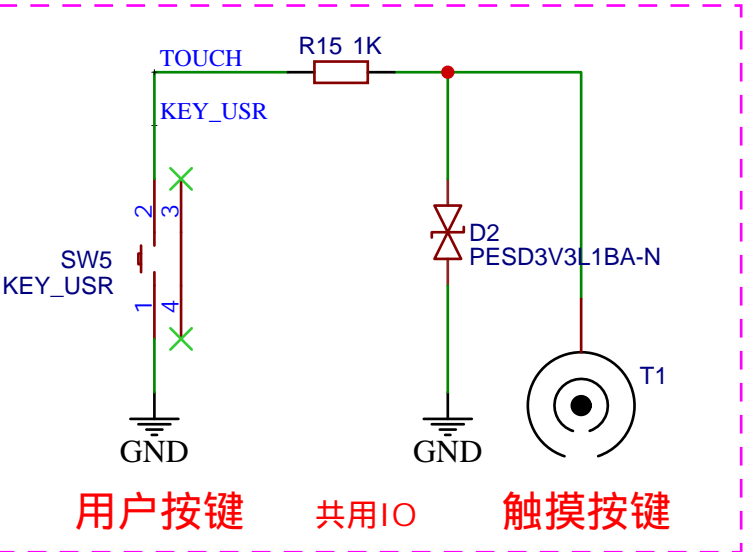 R15 1K
TOUCH
KEY_USR
2
3
SW5
KEY_USR
1
4
D2
PESD3V3L1BA-N
T1
GND
GND
用户按键
共用IO
触摸按键